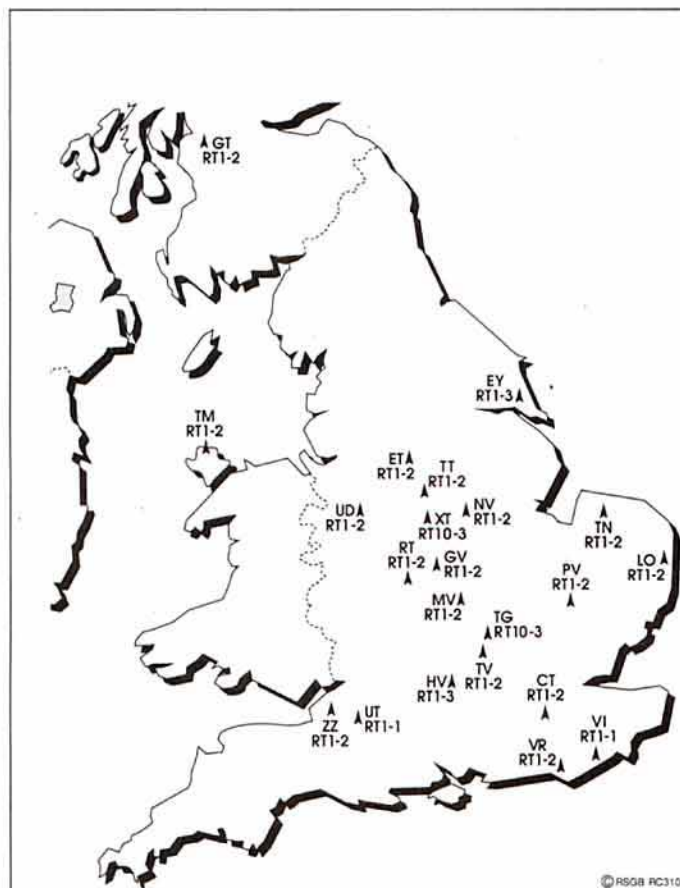 GT
RT1-2
EY
RT1-3
TM
RT1-2
ET
RT1-2
TT
RT1-2
UD
RT1-2
XT
RT10-3
NV
RT1-2
TN
RT1-2
RT
RT1-2
GV
RT1-2
LO
RT1-2
PV
RT1-2
MV
RT1-2
TG
RT10-3
TV
RT1-2
HV
RT1-3
CT
RT1-2
ZZ
RT1-2
UT
RT1-1
VI
RT1-1
VR
RT1-2
© RSGB RC310